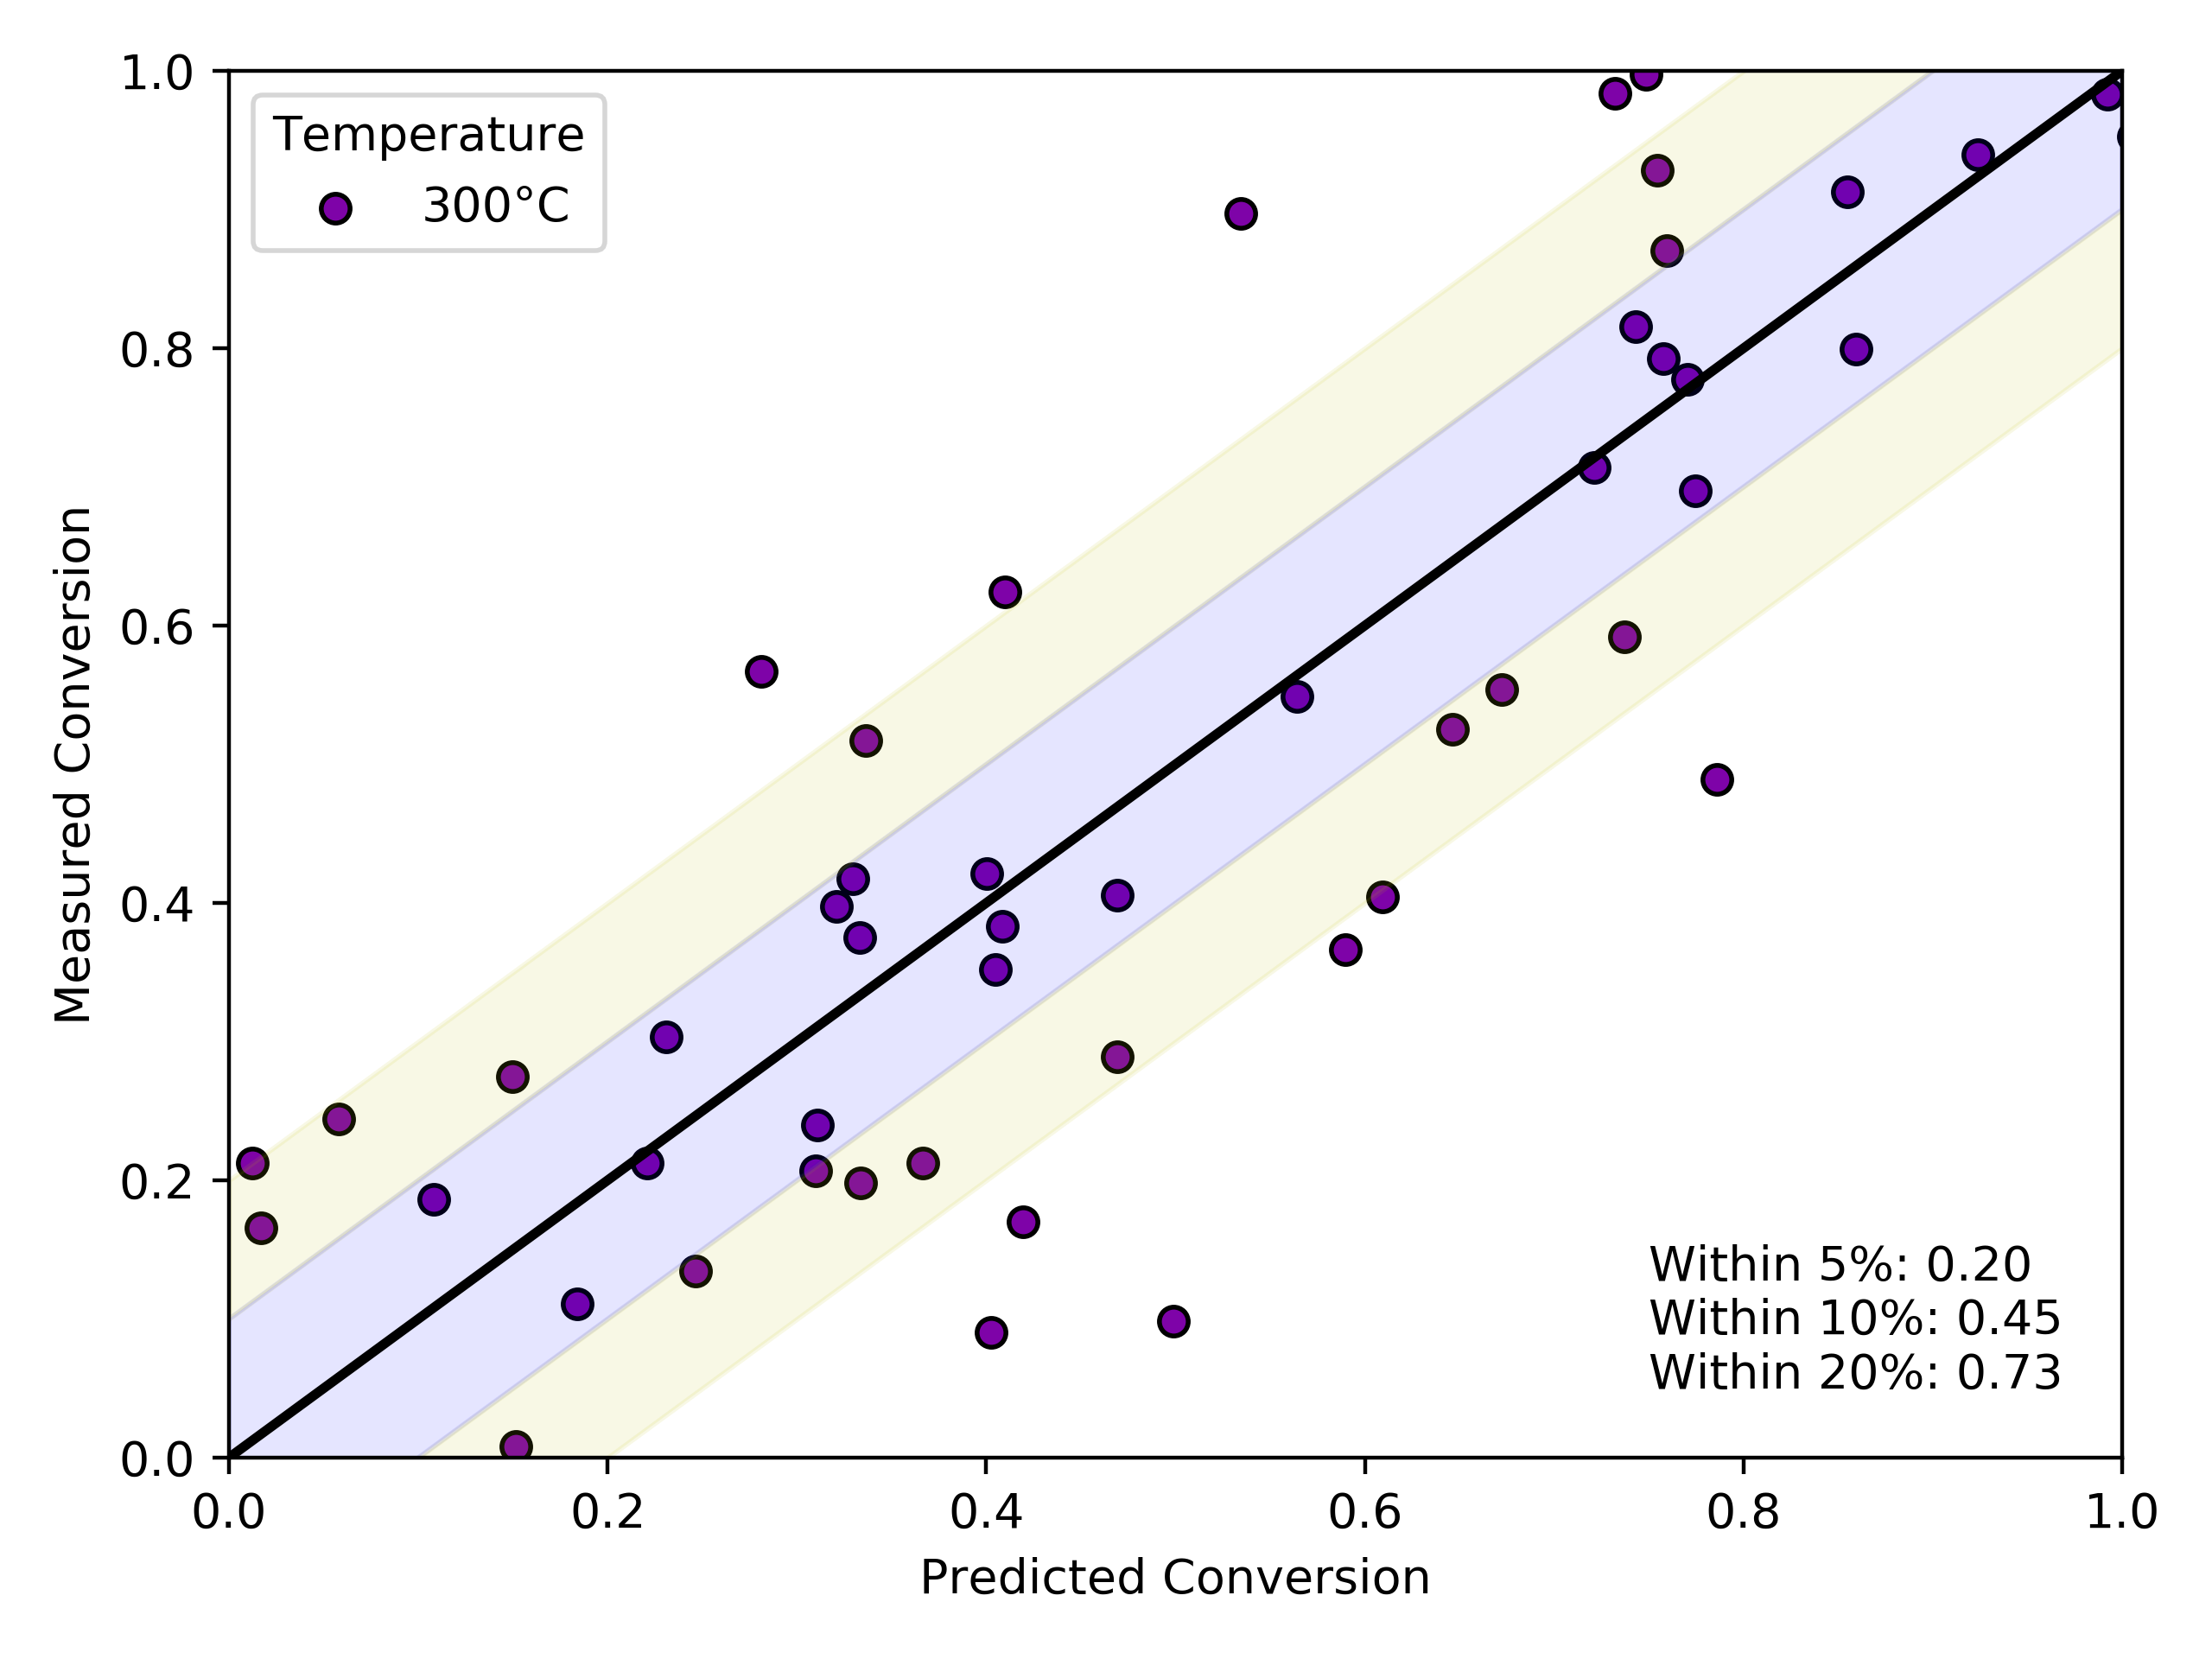 Temperature
300°C
1.0
0.8
0.6
0.4
0.2
0.0
Measured Conversion
Within 5%: 0.20
Within 10%: 0.45
Within 20%: 0.73
0.0 0.2 0.4 0.6 0.8 1.0
Predicted Conversion